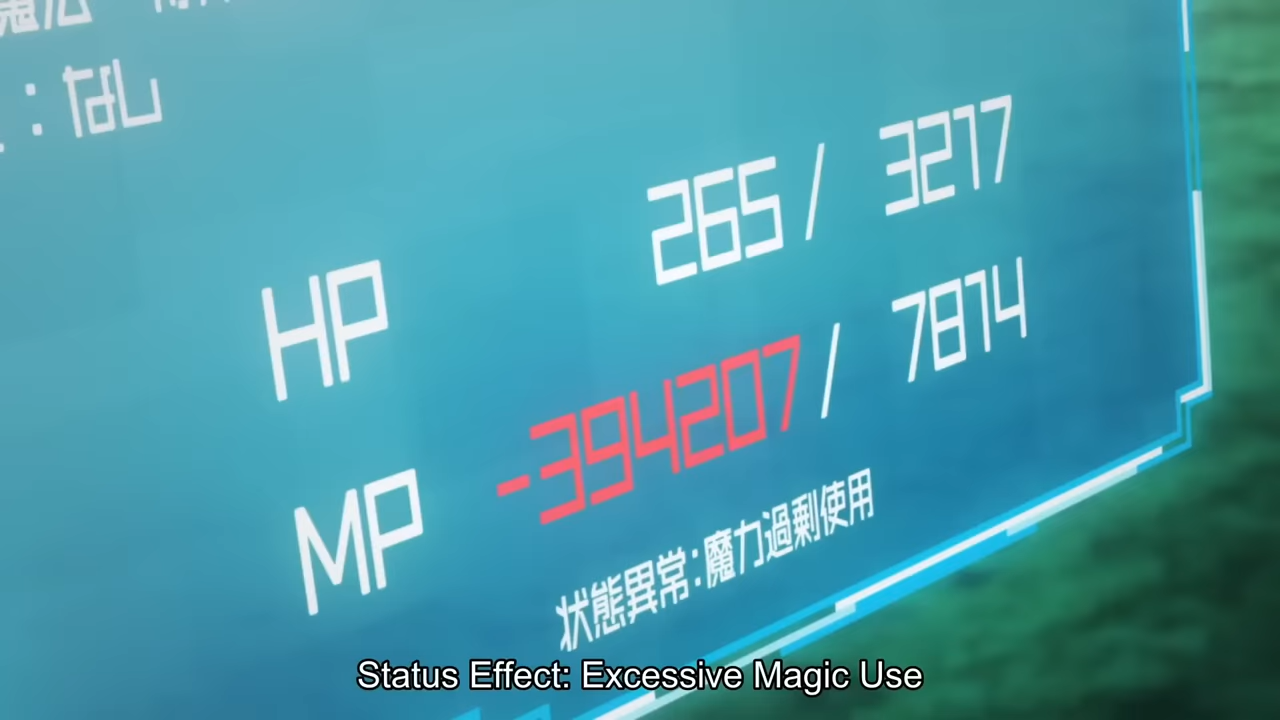 ：なし
HP 265 / 3217
MP -394207 / 7814
状態異常：魔力過剰使用
Status Effect: Excessive Magic Use